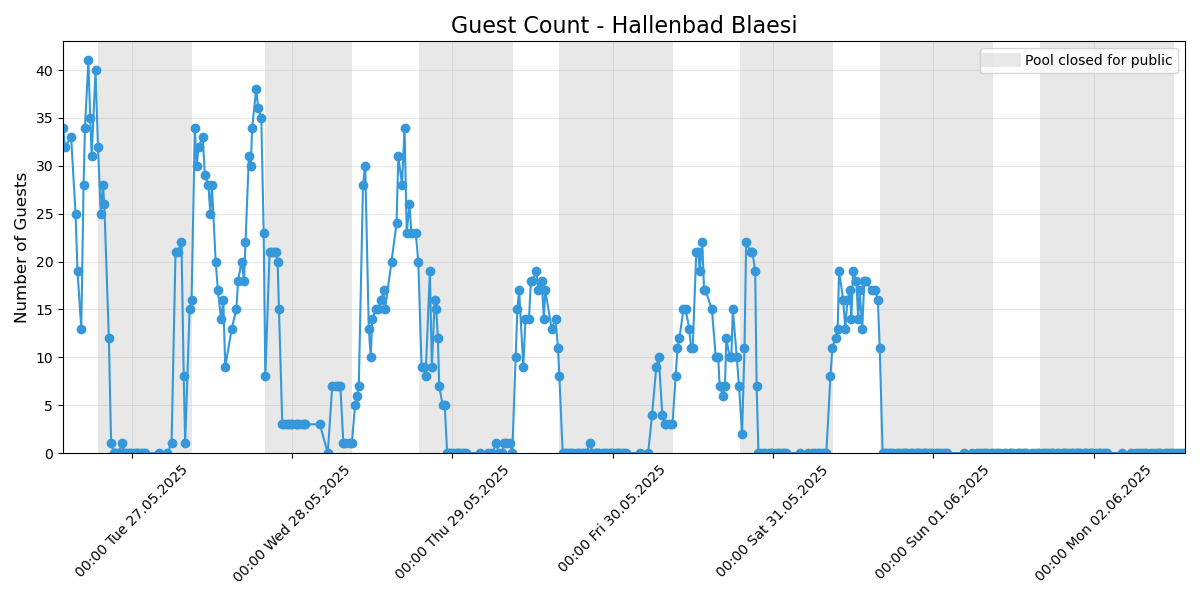 Guest Count - Hallenbad Blaesi
Pool closed for public
Number of Guests
40
35
30
25
20
15
10
5
0
00:00 Tue 27.05.2025
00:00 Wed 28.05.2025
00:00 Thu 29.05.2025
00:00 Fri 30.05.2025
00:00 Sat 31.05.2025
00:00 Sun 01.06.2025
00:00 Mon 02.06.2025